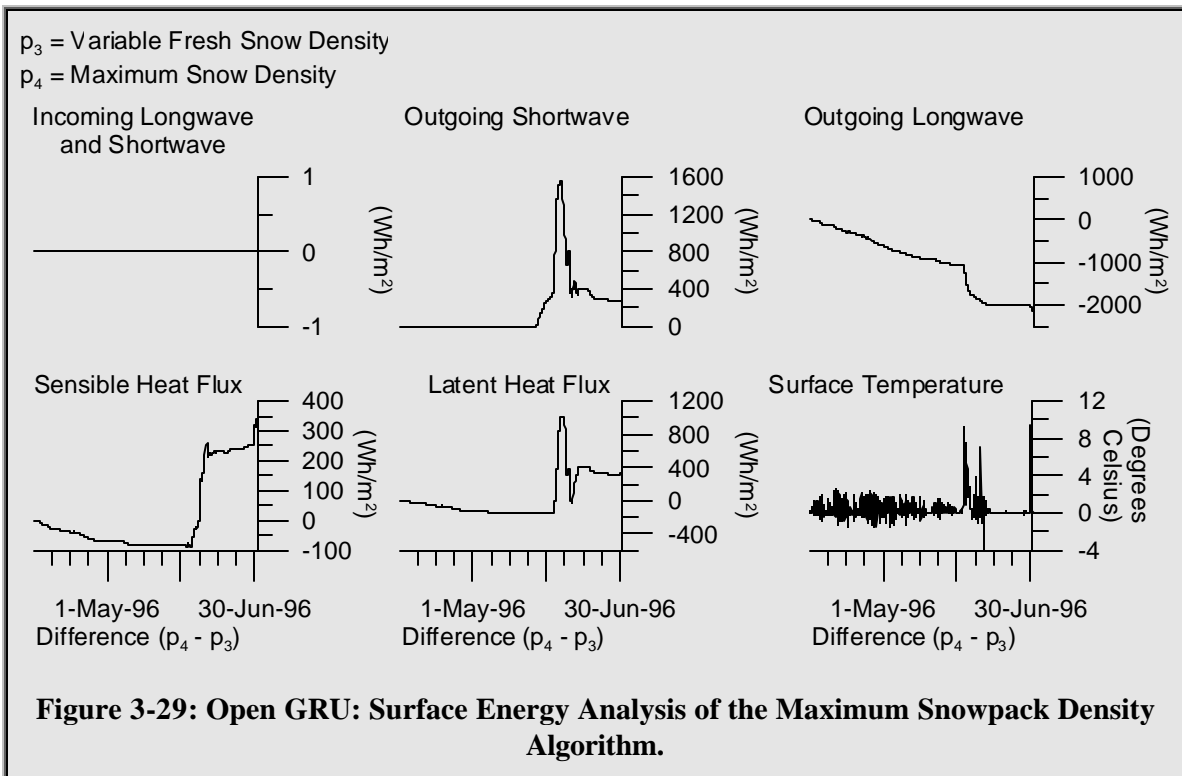 p₃ = Variable Fresh Snow Density
p₄ = Maximum Snow Density
Incoming Longwave
and Shortwave
1
0
-1
(Wh/m²)
Outgoing Shortwave
1600
1200
800
400
0
(Wh/m²)
Outgoing Longwave
1000
0
-1000
-2000
(Wh/m²)
Sensible Heat Flux
400
300
200
100
0
-100
(Wh/m²)
1-May-96
30-Jun-96
Difference (p₄ - p₃)
Latent Heat Flux
1200
800
400
0
-400
(Wh/m²)
1-May-96
30-Jun-96
Difference (p₄ - p₃)
Surface Temperature
12
8
4
0
-4
(Degrees
Celsius)
1-May-96
30-Jun-96
Difference (p₄ - p₃)
Figure 3-29: Open GRU: Surface Energy Analysis of the Maximum Snowpack Density
Algorithm.